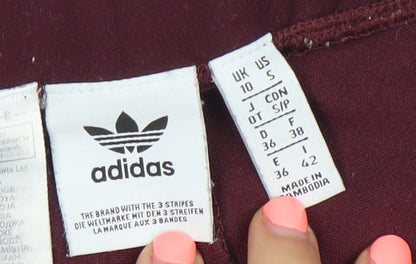 adidas
THE BRAND WITH THE 3 STRIPES
DIE WELTMARKE MIT DEN 3 STREIFEN
LA MARQUE AUX 3 BANDES
UK US
10 S
J CON
OT S/P
D F
36 38
E I
36 42
MADE IN
CAMBODIA